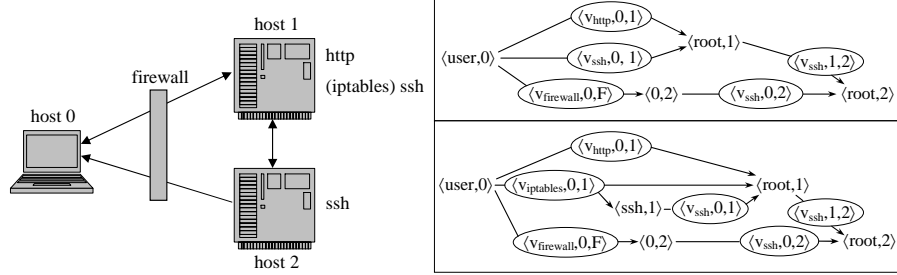 host 1
http
(iptables) ssh
firewall
host 0
ssh
host 2
⟨v_http,0,1⟩
⟨root,1⟩
⟨user,0⟩
⟨v_ssh,0, 1⟩
⟨v_ssh,1,2⟩
⟨v_firewall,0,F⟩
⟨0,2⟩
⟨v_ssh,0,2⟩
⟨root,2⟩
⟨v_http,0,1⟩
⟨user,0⟩
⟨v_iptables,0,1⟩
⟨root,1⟩
⟨ssh,1⟩
⟨v_ssh,0,1⟩
⟨v_ssh,1,2⟩
⟨v_firewall,0,F⟩
⟨0,2⟩
⟨v_ssh,0,2⟩
⟨root,2⟩